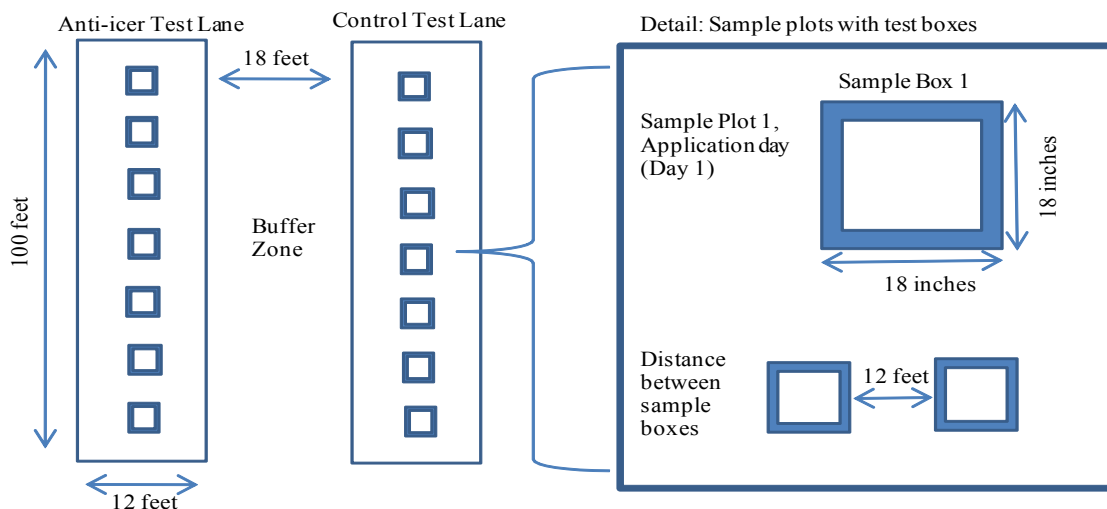 Anti-icer Test Lane
18 feet
Control Test Lane
100 feet
Buffer
Zone
12 feet
Detail: Sample plots with test boxes
Sample Box 1
Sample Plot 1,
Application day
(Day 1)
18 inches
18 inches
Distance
between
sample
boxes
12 feet